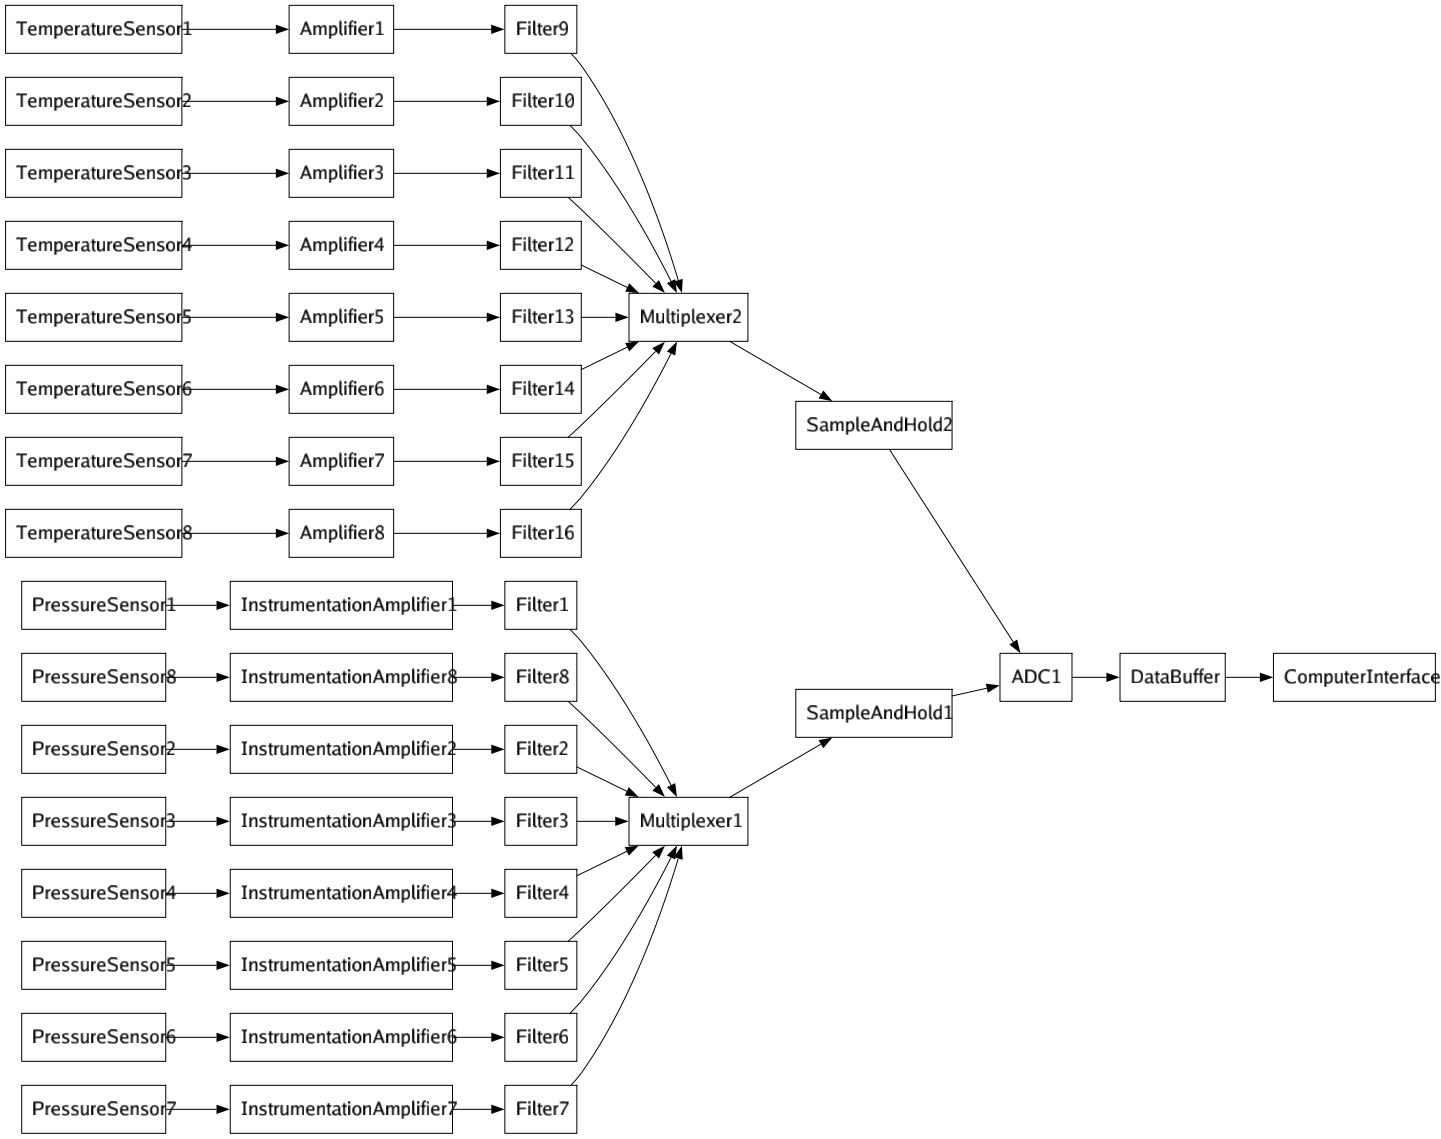 TemperatureSensor1 Amplifier1 Filter9
TemperatureSensor2 Amplifier2 Filter10
TemperatureSensor3 Amplifier3 Filter11
TemperatureSensor4 Amplifier4 Filter12
TemperatureSensor5 Amplifier5 Filter13 Multiplexer2
TemperatureSensor6 Amplifier6 Filter14
SampleAndHold2
TemperatureSensor7 Amplifier7 Filter15
TemperatureSensor8 Amplifier8 Filter16
PressureSensor1 InstrumentationAmplifier1 Filter1
PressureSensor8 InstrumentationAmplifier8 Filter8 ADC1 DataBuffer ComputerInterface
SampleAndHold1
PressureSensor2 InstrumentationAmplifier2 Filter2
PressureSensor3 InstrumentationAmplifier3 Filter3 Multiplexer1
PressureSensor4 InstrumentationAmplifier4 Filter4
PressureSensor5 InstrumentationAmplifier5 Filter5
PressureSensor6 InstrumentationAmplifier6 Filter6
PressureSensor7 InstrumentationAmplifier7 Filter7